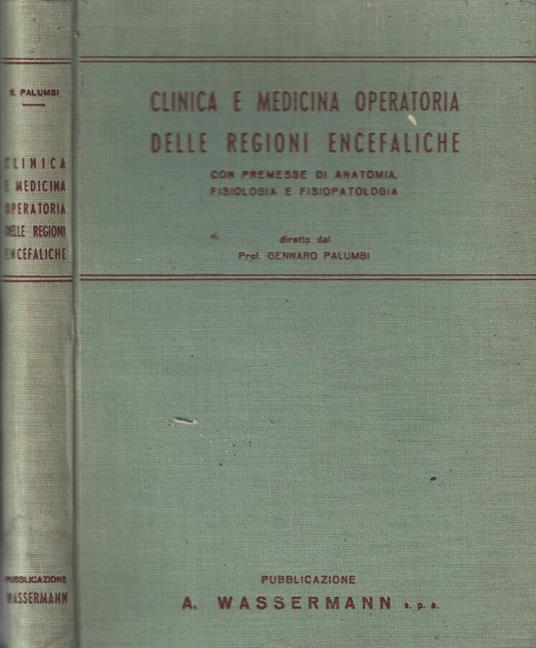 G. PALUMBI
CLINICA
E MEDICINA
OPERATORIA
DELLE REGIONI
ENCEFALICHE
PUBBLICAZIONE
WASSERMANN
CLINICA E MEDICINA OPERATORIA
DELLE REGIONI ENCEFALICHE
CON PREMESSE DI ANATOMIA,
FISIOLOGIA E FISIOPATOLOGIA
diretto dal
Prof. GENNARO PALUMBI
PUBBLICAZIONE
A. WASSERMANN s.p.a.